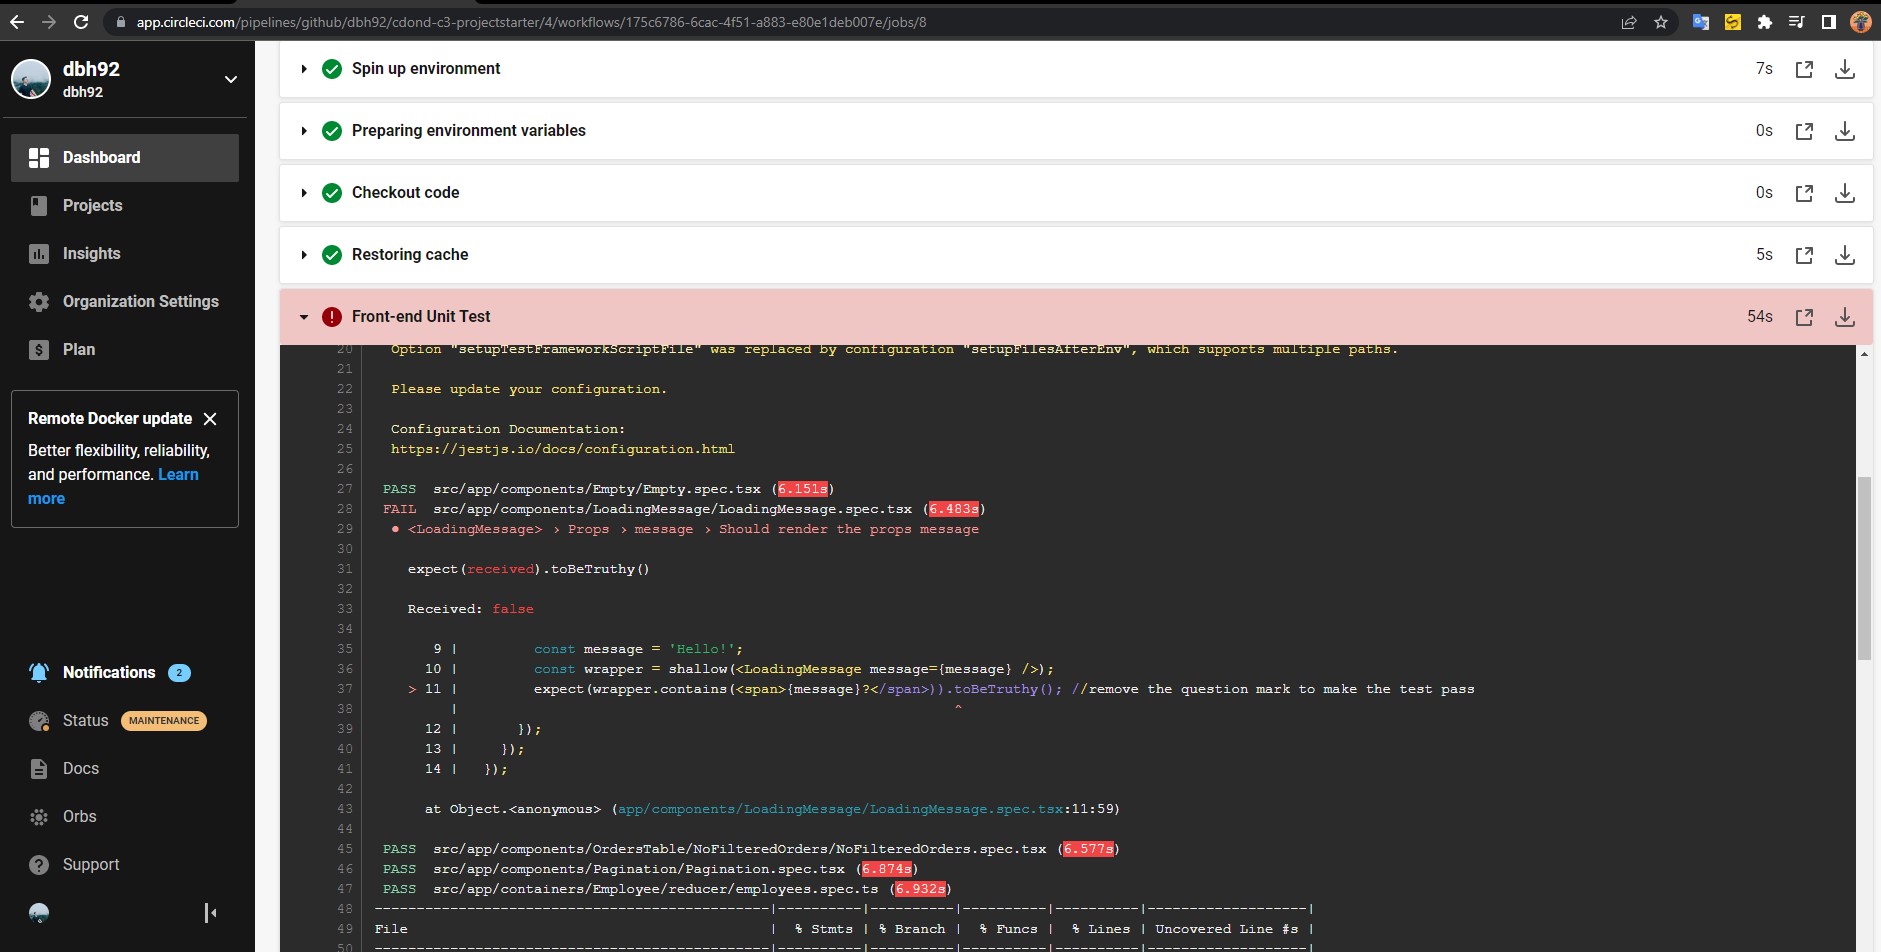 app.circleci.com/pipelines/github/dbh92/cdond-c3-projectstarter/4/workflows/175c6786-6cac-4f51-a883-e80e1deb007e/jobs/8
dbh92
dbh92
Dashboard
Projects
Insights
Organization Settings
Plan
Remote Docker update
Better flexibility, reliability,
and performance. Learn
more
Notifications 2
Status MAINTENANCE
Docs
Orbs
Support
Spin up environment 7s
Preparing environment variables 0s
Checkout code 0s
Restoring cache 5s
Front-end Unit Test 54s
20 Option "setupTestFrameworkScriptFile" was replaced by configuration "setupFilesAfterEnv", which supports multiple paths.
21
22 Please update your configuration.
23
24 Configuration Documentation:
25 https://jestjs.io/docs/configuration.html
26
27 PASS src/app/components/Empty/Empty.spec.tsx (6.151s)
28 FAIL src/app/components/LoadingMessage/LoadingMessage.spec.tsx (6.483s)
29 ● <LoadingMessage> › Props › message › Should render the props message
30
31 expect(received).toBeTruthy()
32
33 Received: false
34
35 9 | const message = 'Hello!';
36 10 | const wrapper = shallow(<LoadingMessage message={message} />);
37 > 11 | expect(wrapper.contains(<span>{message}?</span>)).toBeTruthy(); //remove the question mark to make the test pass
38 | ^
39 12 | });
40 13 | });
41 14 | });
42
43 at Object.<anonymous> (app/components/LoadingMessage/LoadingMessage.spec.tsx:11:59)
44
45 PASS src/app/components/OrdersTable/NoFilteredOrders/NoFilteredOrders.spec.tsx (6.577s)
46 PASS src/app/components/Pagination/Pagination.spec.tsx (6.874s)
47 PASS src/app/containers/Employee/reducer/employees.spec.ts (6.932s)
48 -----------------------------------------------|----------|----------|----------|----------|-------------------|
49 File | % Stmts | % Branch | % Funcs | % Lines | Uncovered Line #s |
50 -----------------------------------------------|----------|----------|----------|----------|-------------------|